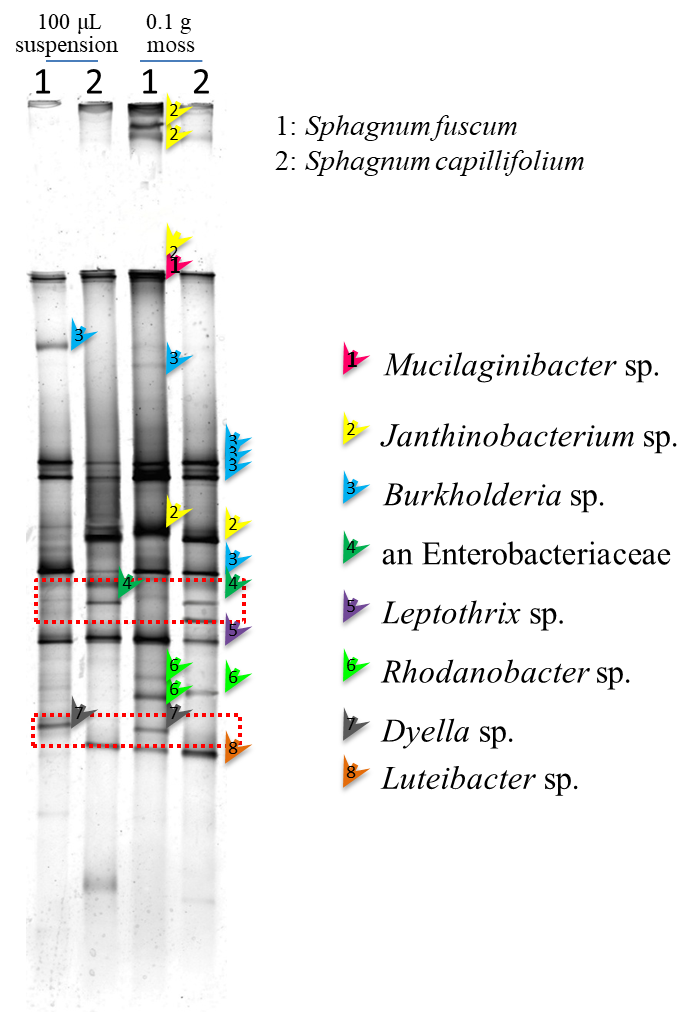 100 μL suspension
0.1 g moss
1 2 1 2
2
2
1: Sphagnum fuscum
2: Sphagnum capillifolium
2
1
3
3
3
3
3
2
2
3
4
4
5
6
6
6
7
7
8
1 Mucilaginibacter sp.
2 Janthinobacterium sp.
3 Burkholderia sp.
4 an Enterobacteriaceae
5 Leptothrix sp.
6 Rhodanobacter sp.
7 Dyella sp.
8 Luteibacter sp.